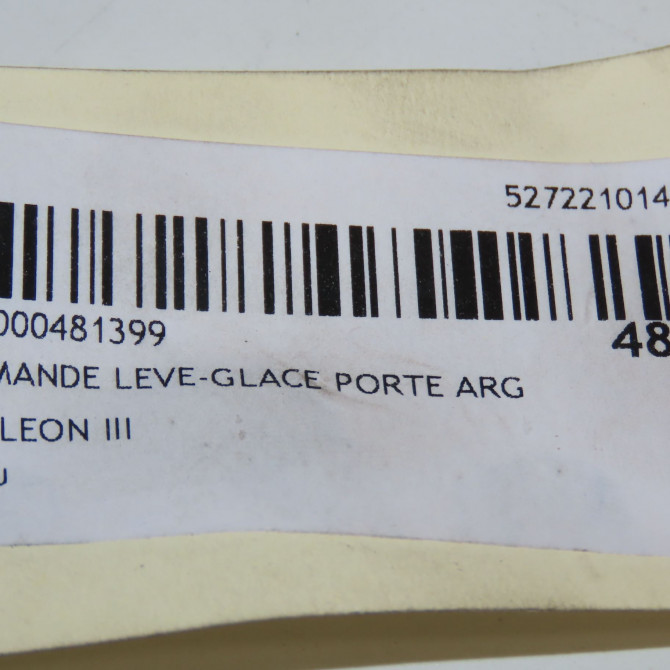 527221014
000481399
48
MANDE LEVE-GLACE PORTE ARG
LEON III